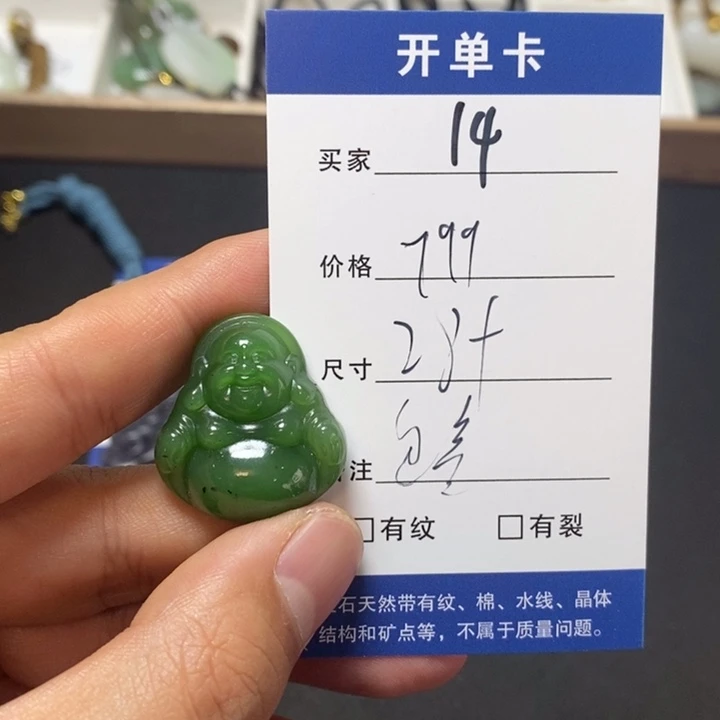 开单卡
买家 14
价格 799
尺寸
注
有纹 有裂
石天然带有纹、棉、水线、晶体
结构和矿点等，不属于质量问题。